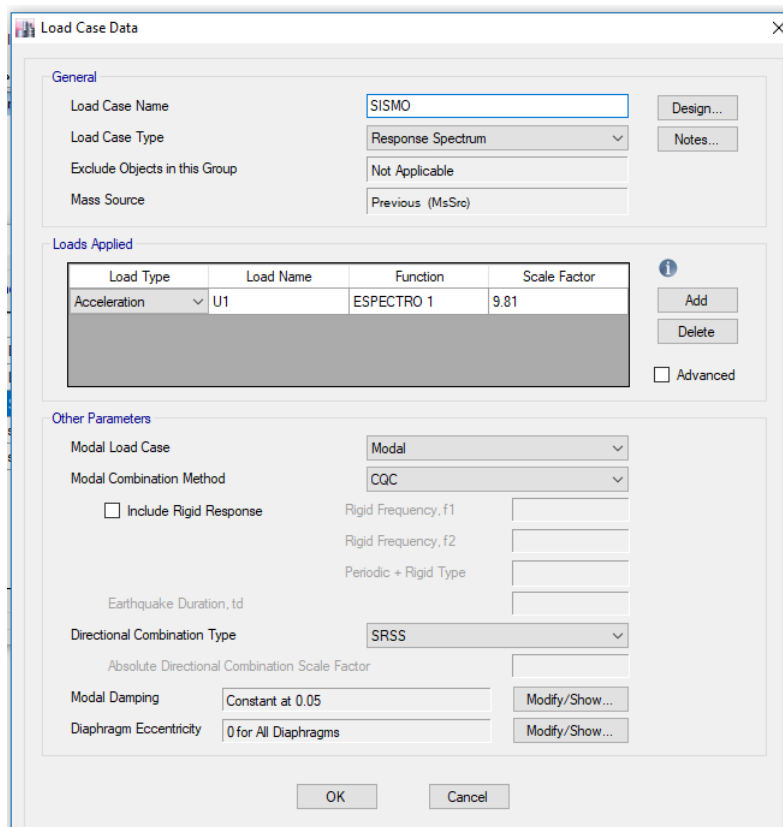 Load Case Data
General
Load Case Name SISMO Design...
Load Case Type Response Spectrum Notes...
Exclude Objects in this Group Not Applicable
Mass Source Previous (MsSrc)
Loads Applied
Load Type Load Name Function Scale Factor
Acceleration U1 ESPECTRO 1 9.81
Add
Delete
Advanced
Other Parameters
Modal Load Case Modal
Modal Combination Method CQC
Include Rigid Response Rigid Frequency, f1
Rigid Frequency, f2
Periodic + Rigid Type
Earthquake Duration, td
Directional Combination Type SRSS
Absolute Directional Combination Scale Factor
Modal Damping Constant at 0.05 Modify/Show...
Diaphragm Eccentricity 0 for All Diaphragms Modify/Show...
OK Cancel